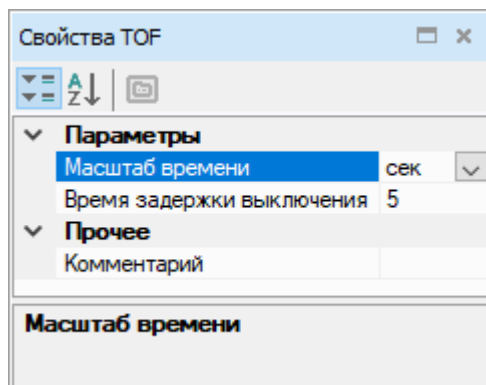 Свойства TOF
Параметры
Масштаб времени сек
Время задержки выключения 5
Прочее
Комментарий
Масштаб времени